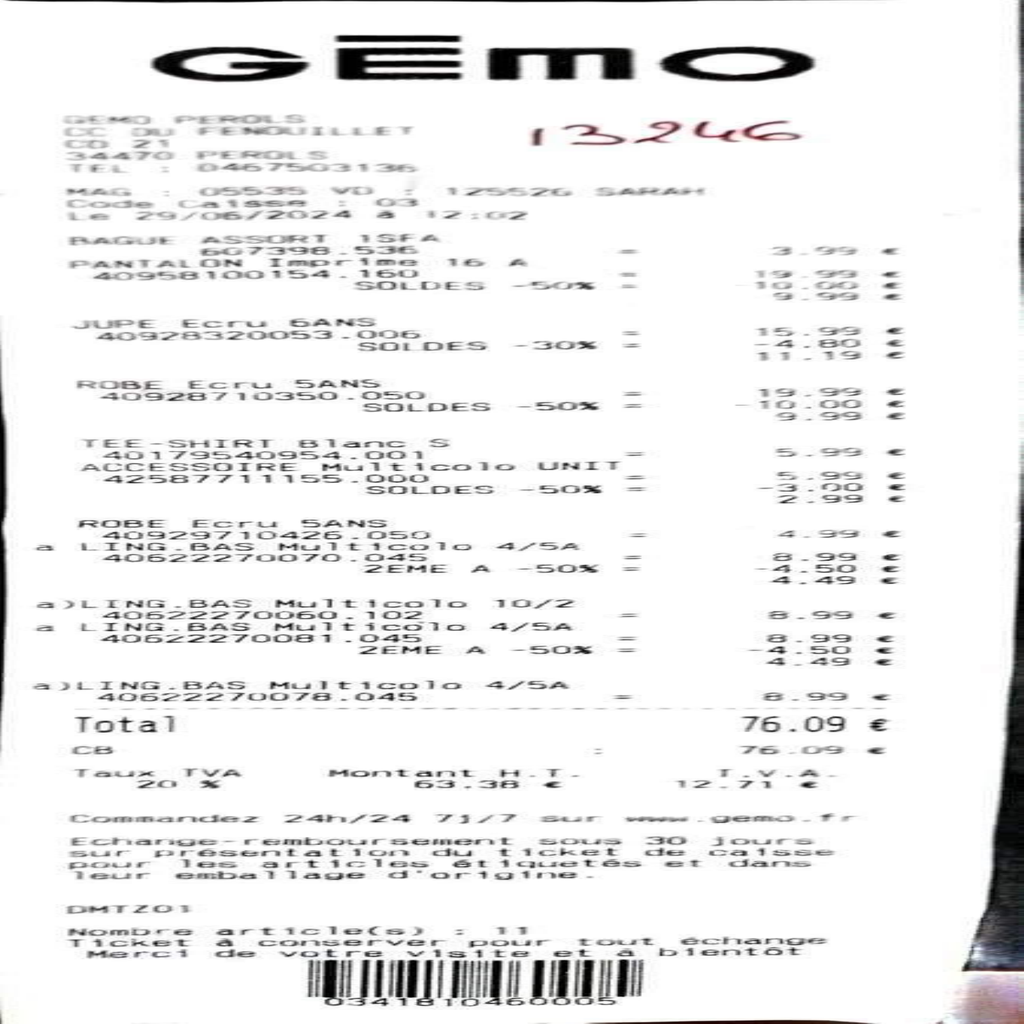 GĒMO
GEMO PEROLS
CC DU FENOUILLET
CD 21
34470 PEROLS
TEL : 0467503136
13246
MAG : 05535 VD : 125526 SARAH
Code Caisse : 03
Le 29/06/2024 à 12:02
BAGUE ASSORT 1SFA
607398.536 = 3.99 €
PANTALON Imprime 16 A
40958100154.160 = 19.99 €
SOLDES -50% = -10.00 €
9.99 €
JUPE Ecru 6ANS
40928320053.006 = 15.99 €
SOLDES -30% = -4.80 €
11.19 €
ROBE Ecru 5ANS
40928710350.050 = 19.99 €
SOLDES -50% = -10.00 €
9.99 €
TEE-SHIRT Blanc S
40179540954.001 = 5.99 €
ACCESSOIRE Multicolo UNIT
42587711155.000 = 5.99 €
SOLDES -50% = -3.00 €
2.99 €
ROBE Ecru 5ANS
40929710426.050 = 4.99 €
a LING.BAS Multicolo 4/5A
40622270070.045 = 8.99 €
2EME A -50% = -4.50 €
4.49 €
a)LING.BAS Multicolo 10/2
40622270060.102 = 8.99 €
a LING.BAS Multicolo 4/5A
40622270081.045 = 8.99 €
2EME A -50% = -4.50 €
4.49 €
a)LING.BAS Multicolo 4/5A
40622270078.045 = 8.99 €
Total 76.09 €
CB : 76.09 €
Taux TVA Montant H.T. T.V.A.
20 % 63.38 € 12.71 €
Commandez 24h/24 7j/7 sur www.gemo.fr
Echange-remboursement sous 30 jours
sur présentation du ticket de caisse
pour les articles étiquetés et dans
leur emballage d'origine.
DMTZ01
Nombre article(s) : 11
Ticket à conserver pour tout échange
Merci de votre visite et à bientôt
0341810460005